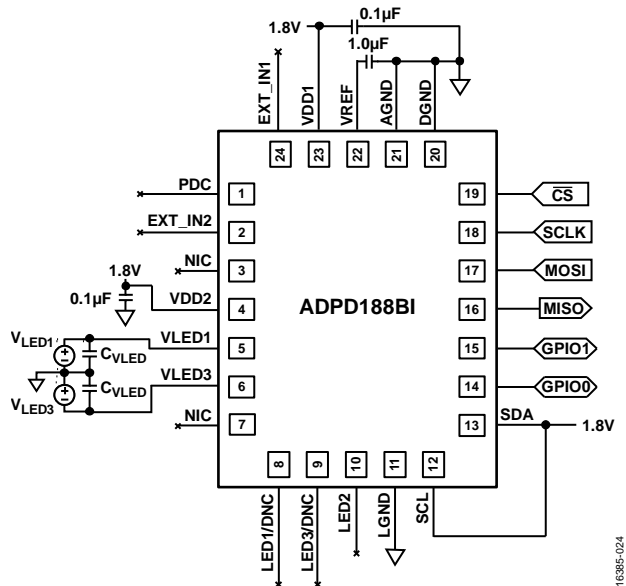 0.1µF
1.8V
1.0µF
EXT_IN1
VDD1
VREF
AGND
DGND
24
23
22
21
20
PDC
1
19
CS
EXT_IN2
2
18
SCLK
NIC
3
17
MOSI
1.8V
0.1µF
VDD2
4
ADPD188BI
16
MISO
VLED1
VLED1
5
15
GPIO1
CVLED
CVLED
VLED3
VLED3
6
14
GPIO0
NIC
7
13
SDA
1.8V
8
9
10
11
12
LED1/DNC
LED3/DNC
LED2
LGND
SCL
16385-024